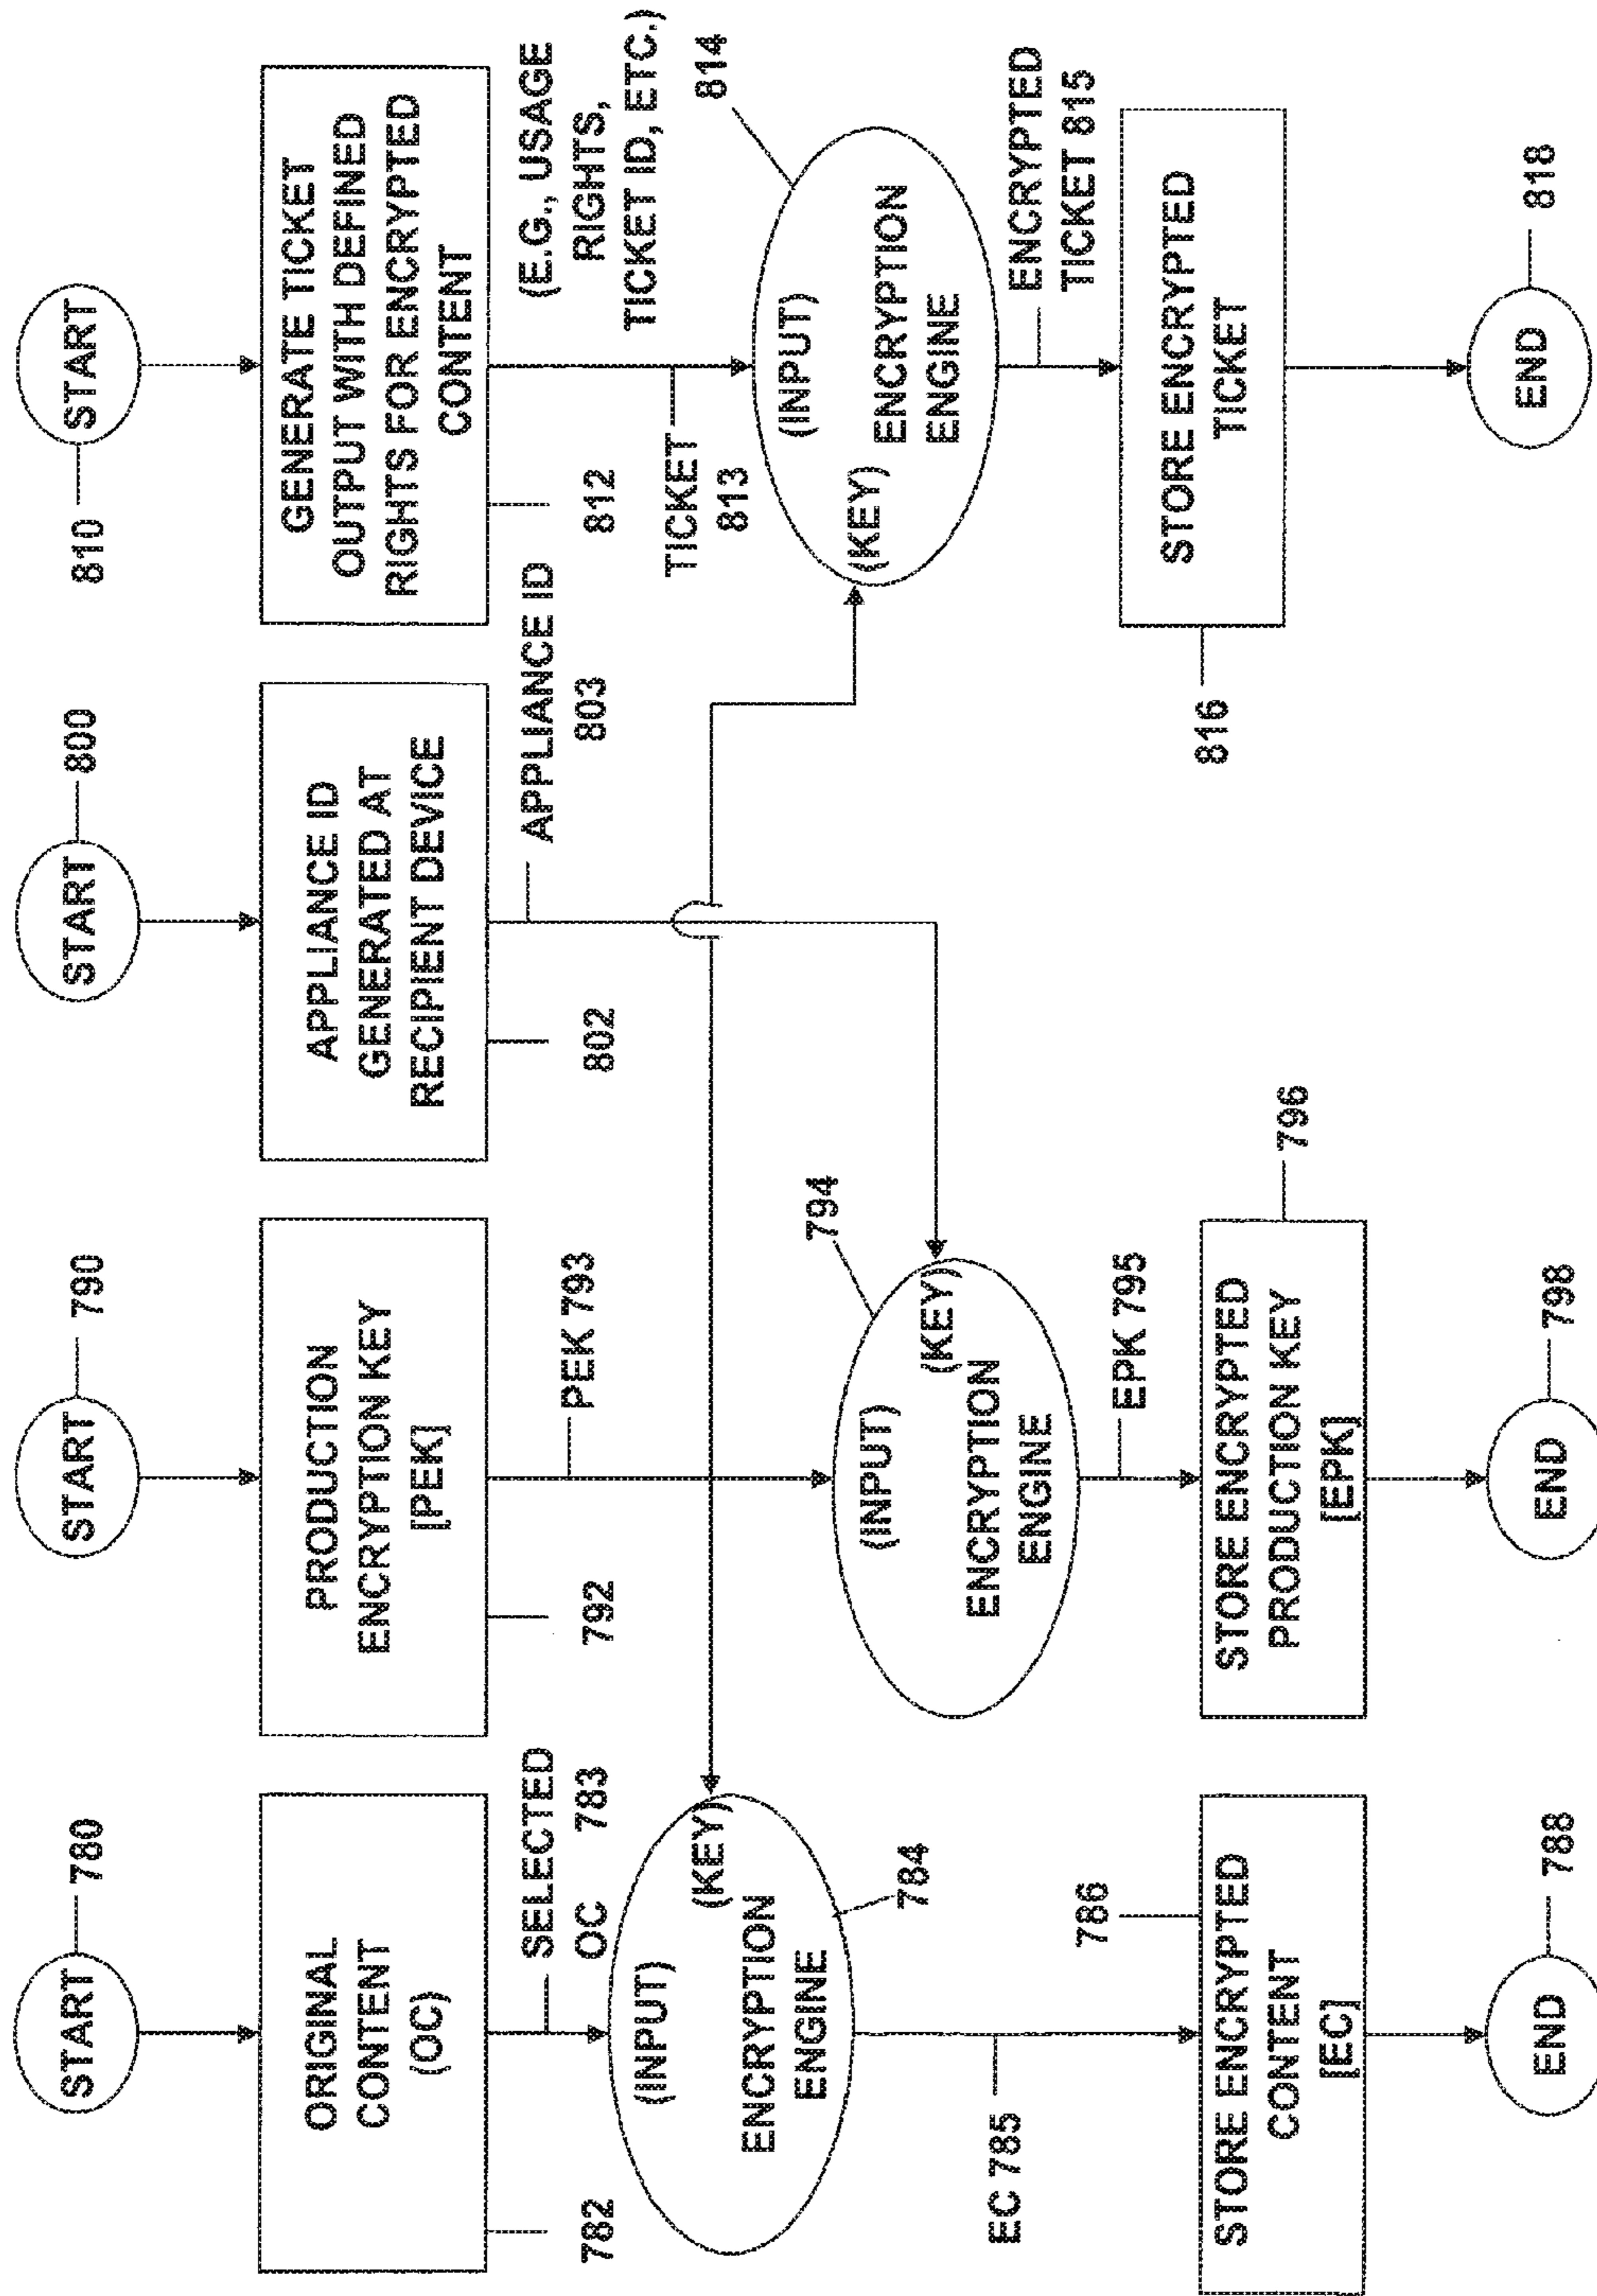 START
780
ORIGINAL
CONTENT
(OC)
782
SELECTED
OC 783
(INPUT)
(KEY)
ENCRYPTION
ENGINE
784
EC 785
786
STORE ENCRYPTED
CONTENT
[EC]
END
788
START
790
PRODUCTION
ENCRYPTION KEY
[PEK]
792
PEK 793
794
(INPUT)
(KEY)
ENCRYPTION
ENGINE
EPK 795
STORE ENCRYPTED
PRODUCTION KEY
[EPK]
796
END
798
START
800
APPLIANCE ID
GENERATED AT
RECIPIENT DEVICE
802
APPLIANCE ID
803
810
START
GENERATE TICKET
OUTPUT WITH DEFINED
RIGHTS FOR ENCRYPTED
CONTENT
812
(E.G., USAGE
RIGHTS,
TICKET ID, ETC.)
TICKET
813
814
(INPUT)
(KEY)
ENCRYPTION
ENGINE
ENCRYPTED
TICKET 815
STORE ENCRYPTED
TICKET
816
END
818